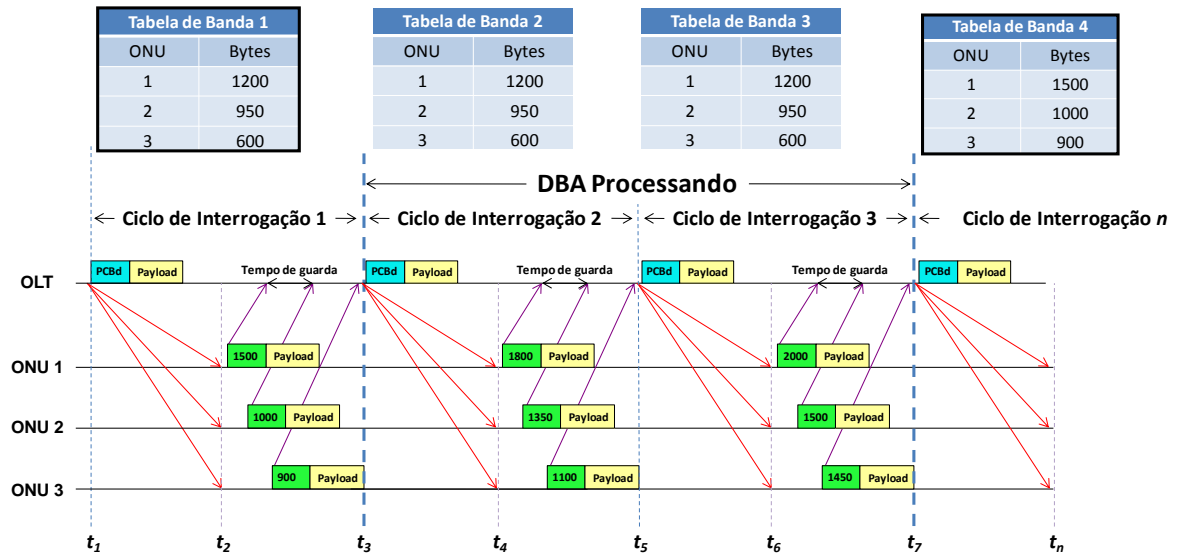 Tabela de Banda 1
ONU Bytes
1 1200
2 950
3 600
Tabela de Banda 2
ONU Bytes
1 1200
2 950
3 600
Tabela de Banda 3
ONU Bytes
1 1200
2 950
3 600
Tabela de Banda 4
ONU Bytes
1 1500
2 1000
3 900
DBA Processando
Ciclo de Interrogação 1
Ciclo de Interrogação 2
Ciclo de Interrogação 3
Ciclo de Interrogação n
OLT
PCBd Payload
Tempo de guarda
PCBd Payload
Tempo de guarda
PCBd Payload
Tempo de guarda
PCBd Payload
ONU 1
1500 Payload
1800 Payload
2000 Payload
ONU 2
1000 Payload
1350 Payload
1500 Payload
ONU 3
900 Payload
1100 Payload
1450 Payload
t1 t2 t3 t4 t5 t6 t7 tn